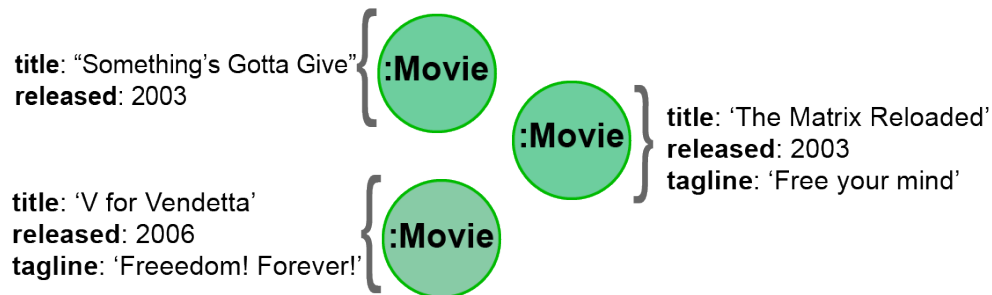 title: “Something’s Gotta Give”
released: 2003
:Movie
:Movie
title: ‘The Matrix Reloaded’
released: 2003
tagline: ‘Free your mind’
title: ‘V for Vendetta’
released: 2006
tagline: ‘Freeedom! Forever!’
:Movie